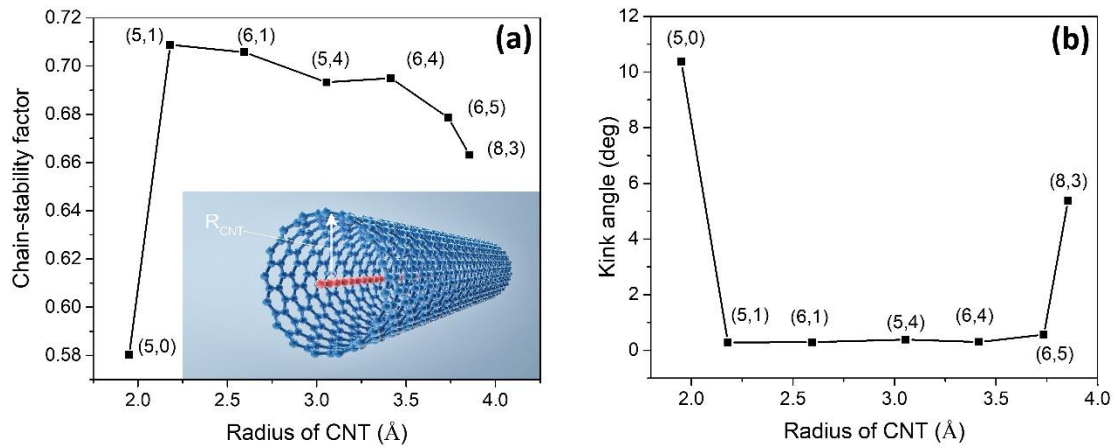 (a)
Chain-stability factor
0.72
0.70
0.68
0.66
0.64
0.62
0.60
0.58
(5,1)
(6,1)
(5,4)
(6,4)
(6,5)
(8,3)
(5,0)
R_CNT
2.0 2.5 3.0 3.5 4.0
Radius of CNT (Å)
(b)
Kink angle (deg)
12
10
8
6
4
2
0
(5,0)
(8,3)
(5,1) (6,1) (5,4) (6,4)
(6,5)
2.0 2.5 3.0 3.5 4.0
Radius of CNT (Å)